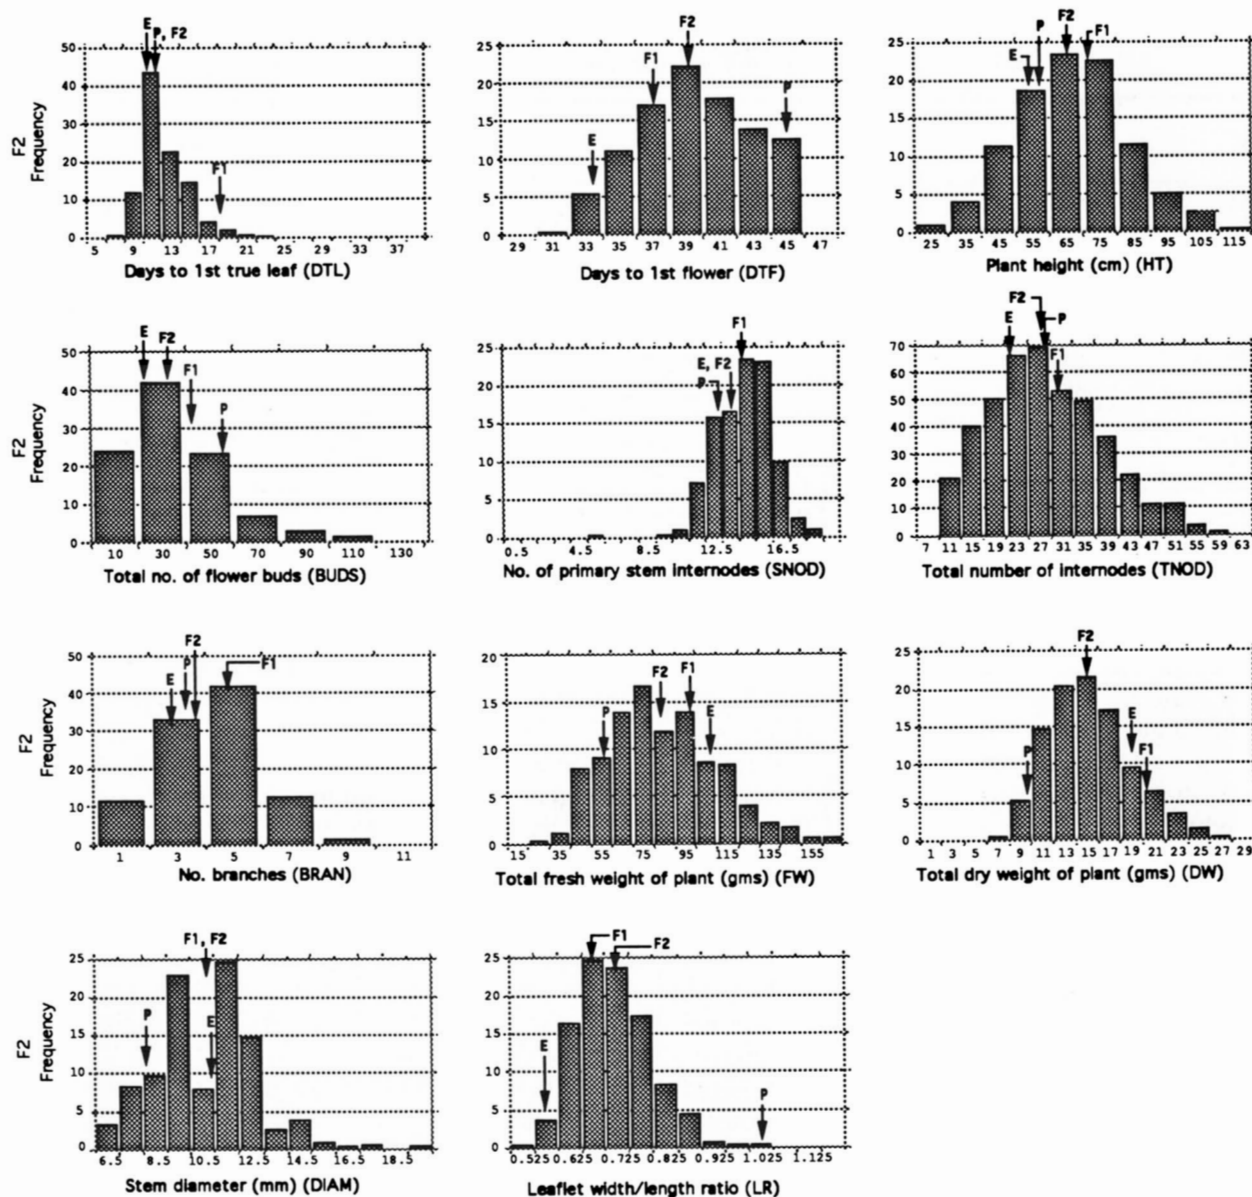 E
P, F2
F1
50
40
30
20
10
0
F2
Frequency
5 9 13 17 21 25 29 33 37
Days to 1st true leaf (DTL)
F2
F1
P
E
25
20
15
10
5
0
29 31 33 35 37 39 41 43 45 47
Days to 1st flower (DTF)
F2
P
F1
E
25
20
15
10
5
0
25 35 45 55 65 75 85 95 105 115
Plant height (cm) (HT)
E
F2
F1
P
50
40
30
20
10
0
F2
Frequency
10 30 50 70 90 110 130
Total no. of flower buds (BUDS)
F1
E, F2
P
25
20
15
10
5
0
0.5 4.5 8.5 12.5 16.5
No. of primary stem internodes (SNOD)
F2
E
P
F1
70
60
50
40
30
20
10
0
7 11 15 19 23 27 31 35 39 43 47 51 55 59 63
Total number of internodes (TNOD)
F2
P
F1
E
50
40
30
20
10
0
F2
Frequency
1 3 5 7 9 11
No. branches (BRAN)
F2
F1
P
E
20
15
10
5
0
15 35 55 75 95 115 135 155
Total fresh weight of plant (gms) (FW)
F2
E
P
F1
25
20
15
10
5
0
1 3 5 7 9 11 13 15 17 19 21 23 25 27 29
Total dry weight of plant (gms) (DW)
F1, F2
P
E
25
20
15
10
5
0
F2
Frequency
6.5 8.5 10.5 12.5 14.5 16.5 18.5
Stem diameter (mm) (DIAM)
F1
F2
E
P
25
20
15
10
5
0
0.525 0.625 0.725 0.825 0.925 1.025 1.125
Leaflet width/length ratio (LR)